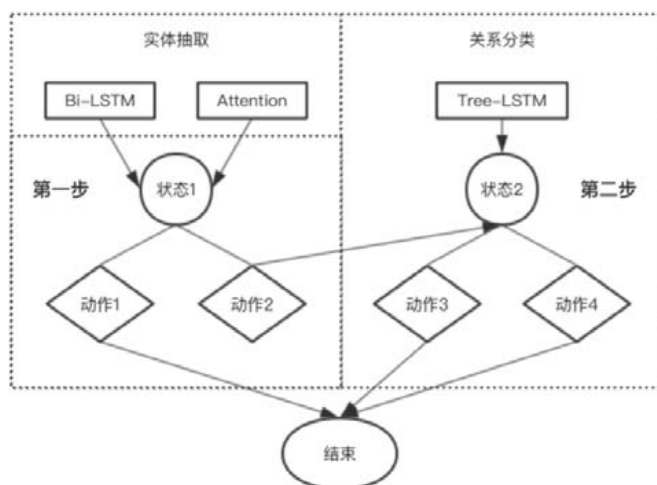 实体抽取
关系分类
Bi-LSTM
Attention
Tree-LSTM
第一步
状态1
状态2
第二步
动作1
动作2
动作3
动作4
结束